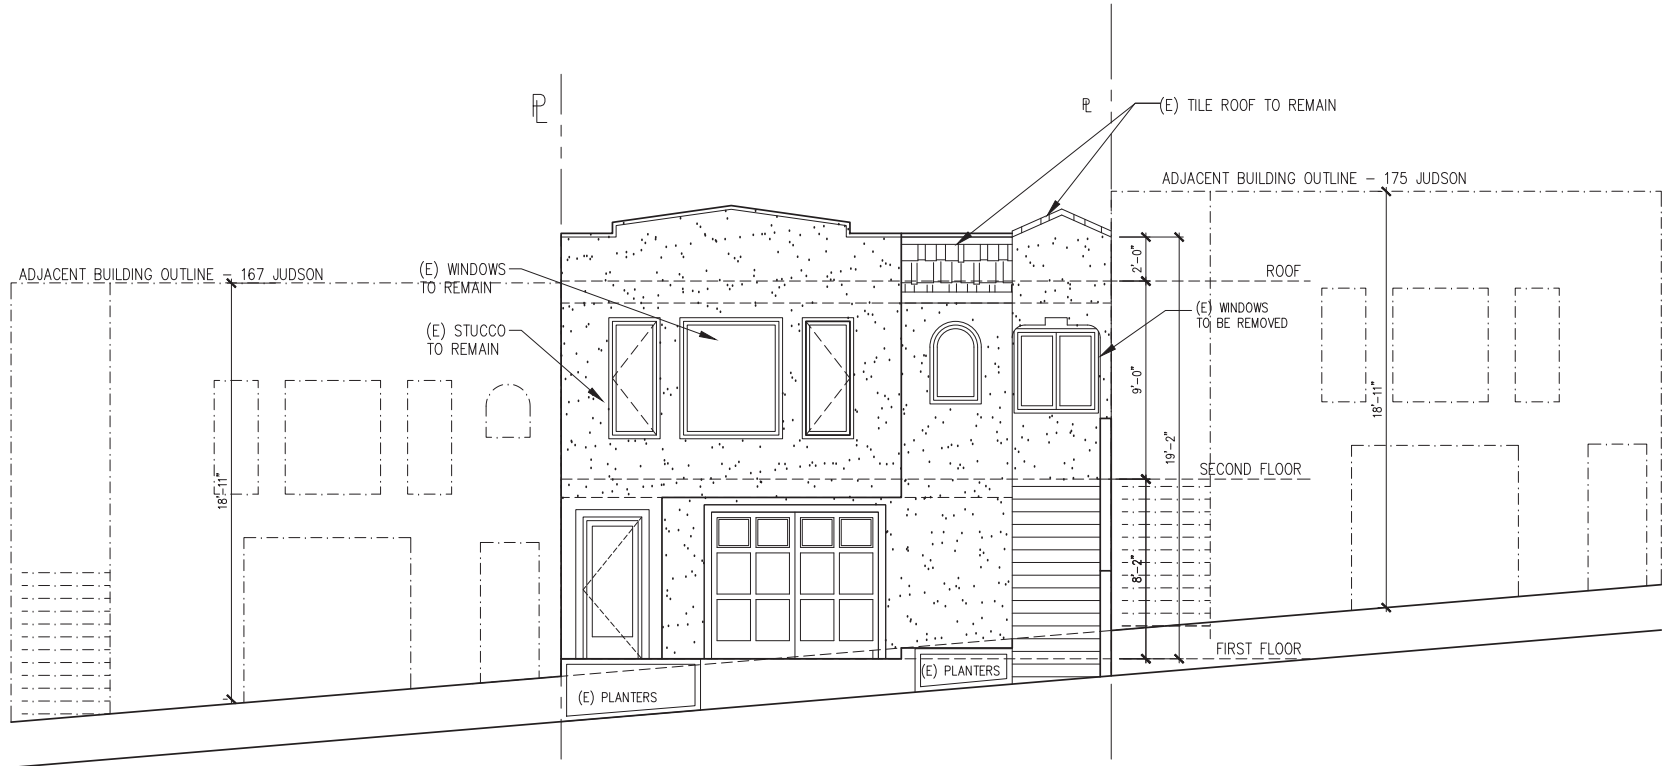 PL
PL
(E) TILE ROOF TO REMAIN
ADJACENT BUILDING OUTLINE - 175 JUDSON
ADJACENT BUILDING OUTLINE - 167 JUDSON
(E) WINDOWS
TO REMAIN
(E) STUCCO
TO REMAIN
2'-0"
ROOF
(E) WINDOWS
TO BE REMOVED
9'-0"
18'-11"
19'-2"
SECOND FLOOR
18'-11"
8'-2"
FIRST FLOOR
(E) PLANTERS
(E) PLANTERS